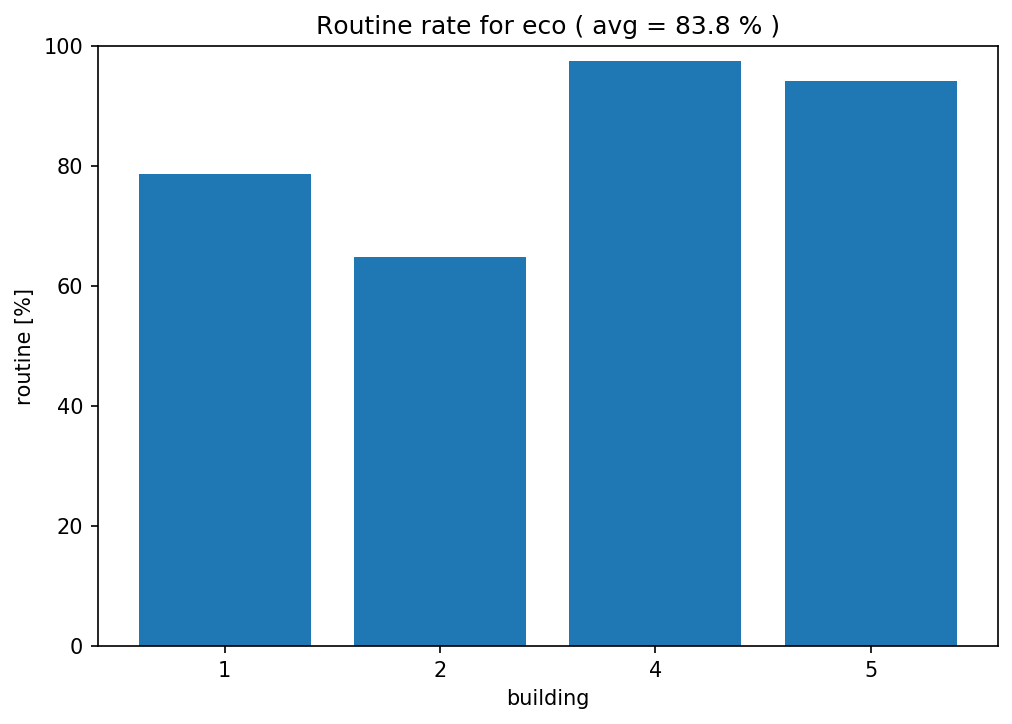 Routine rate for eco ( avg = 83.8 % )
100
80
60
40
20
0
routine [%]
1 2 4 5
building